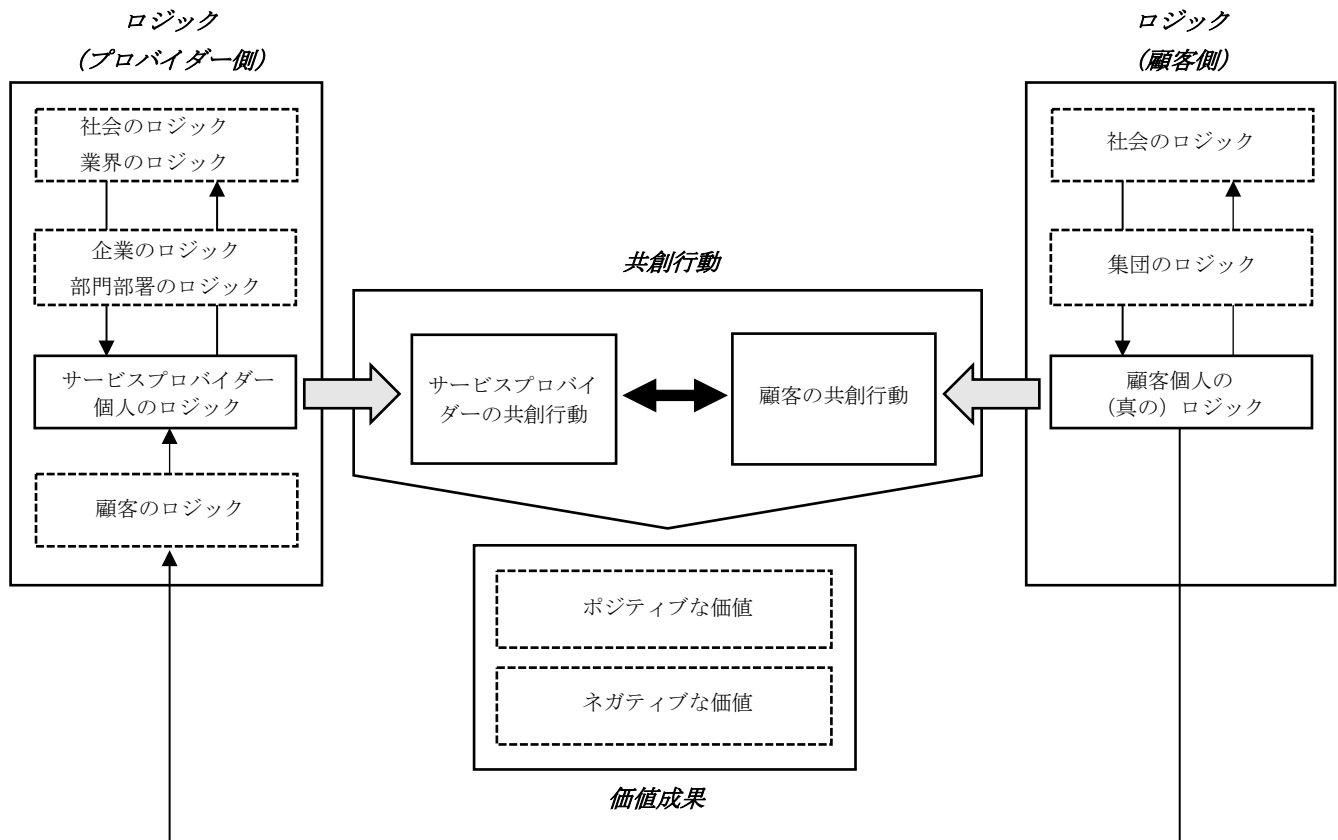 ロジック
（プロバイダー側）
社会のロジック
業界のロジック
企業のロジック
部門部署のロジック
サービスプロバイダー
個人のロジック
顧客のロジック
共創行動
サービスプロバイ
ダーの共創行動
顧客の共創行動
ロジック
（顧客側）
社会のロジック
集団のロジック
顧客個人の
（真の）ロジック
ポジティブな価値
ネガティブな価値
価値成果